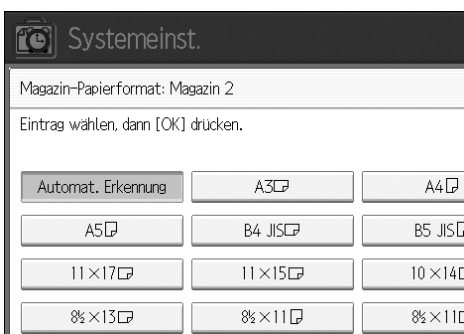 Systemeinst.
Magazin-Papierformat: Magazin 2
Eintrag wählen, dann [OK] drücken.
Automat. Erkennung A3 A4
A5 B4 JIS B5 JIS
11×17 11×15 10×14
8½×13 8½×11 8½×11